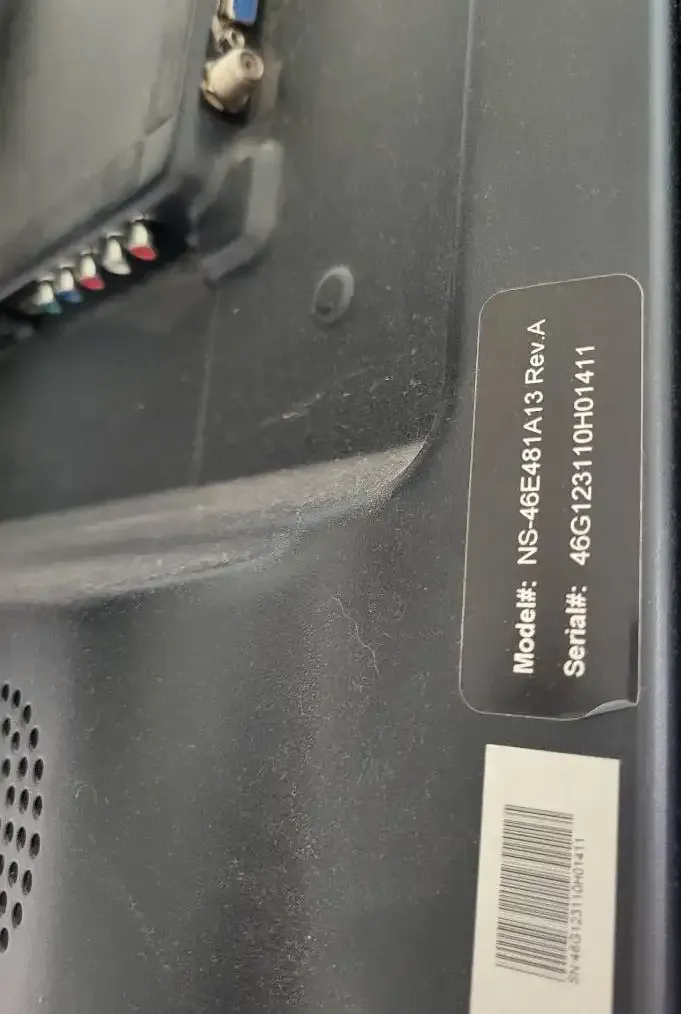 Model#: NS-46E481A13 Rev.A
Serial#: 46G123110H01411
SN:46G123110H01411